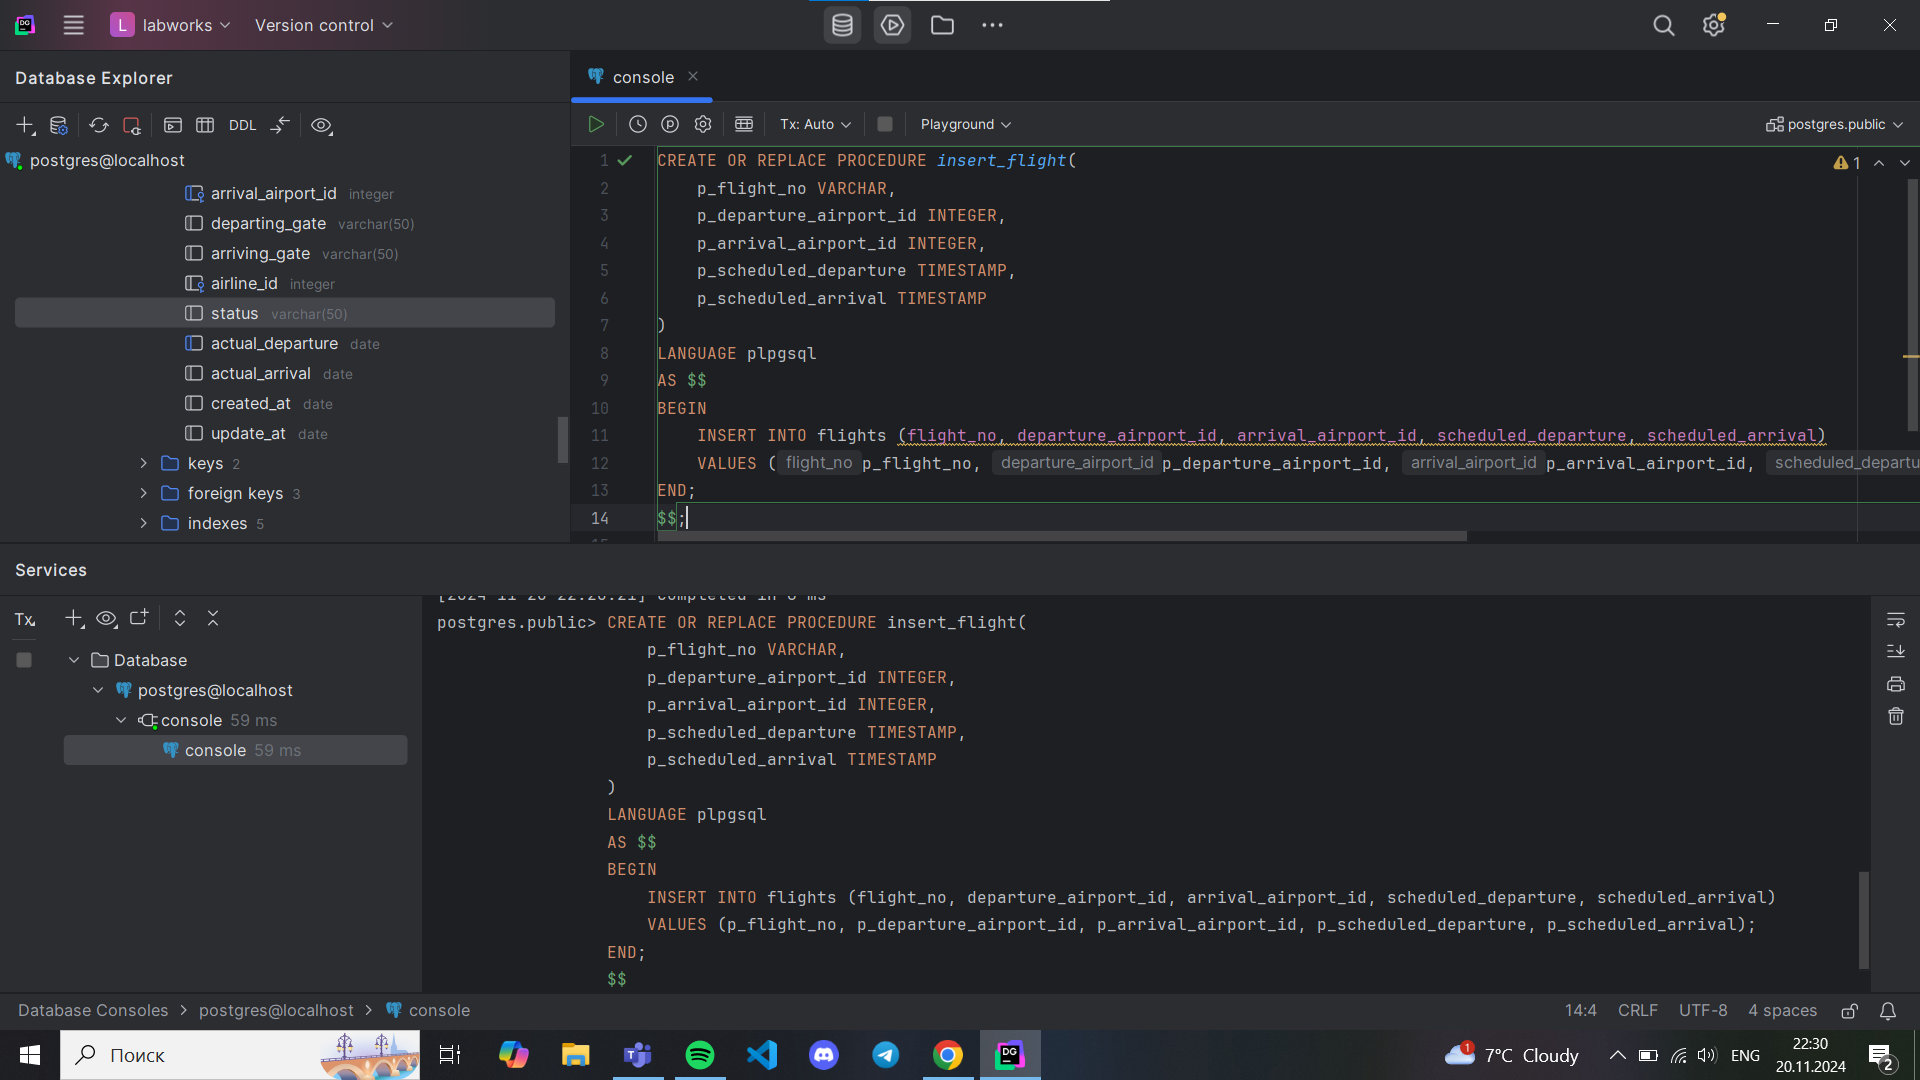 L labworks Version control
Database Explorer
console
DDL
Tx: Auto Playground postgres.public
postgres@localhost
arrival_airport_id integer
departing_gate varchar(50)
arriving_gate varchar(50)
airline_id integer
status varchar(50)
actual_departure date
actual_arrival date
created_at date
update_at date
keys 2
foreign keys 3
indexes 5
1 CREATE OR REPLACE PROCEDURE insert_flight(
1
2 p_flight_no VARCHAR,
3 p_departure_airport_id INTEGER,
4 p_arrival_airport_id INTEGER,
5 p_scheduled_departure TIMESTAMP,
6 p_scheduled_arrival TIMESTAMP
7 )
8 LANGUAGE plpgsql
9 AS $$
10 BEGIN
11 INSERT INTO flights (flight_no, departure_airport_id, arrival_airport_id, scheduled_departure, scheduled_arrival)
12 VALUES ( flight_no p_flight_no, departure_airport_id p_departure_airport_id, arrival_airport_id p_arrival_airport_id, scheduled_departu
13 END;
14 $$;
Services
Tx
Database
postgres@localhost
console 59 ms
console 59 ms
postgres.public> CREATE OR REPLACE PROCEDURE insert_flight(
p_flight_no VARCHAR,
p_departure_airport_id INTEGER,
p_arrival_airport_id INTEGER,
p_scheduled_departure TIMESTAMP,
p_scheduled_arrival TIMESTAMP
)
LANGUAGE plpgsql
AS $$
BEGIN
INSERT INTO flights (flight_no, departure_airport_id, arrival_airport_id, scheduled_departure, scheduled_arrival)
VALUES (p_flight_no, p_departure_airport_id, p_arrival_airport_id, p_scheduled_departure, p_scheduled_arrival);
END;
$$
Database Consoles > postgres@localhost > console
14:4 CRLF UTF-8 4 spaces
Поиск
DG
1 7°C Cloudy
ENG
22:30
20.11.2024
2